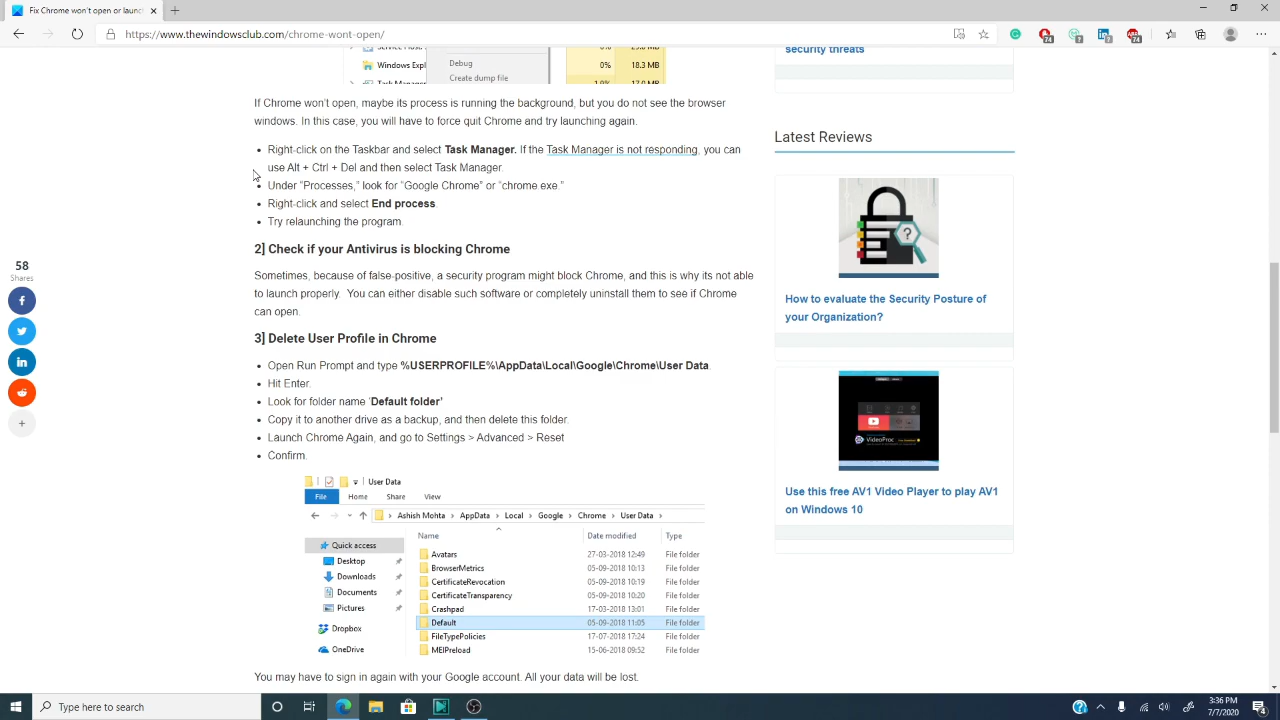 Fix Chrome won't open or launch
https://www.thewindowsclub.com/chrome-wont-open/
24
7
7
74
Windows Expl
Debug
Create dump file
0%
18.3 MB
1.9%
17.0 MB
security threats
If Chrome won't open, maybe its process is running the background, but you do not see the browser
windows. In this case, you will have to force quit Chrome and try launching again.
Right-click on the Taskbar and select Task Manager. If the Task Manager is not responding, you can
use Alt + Ctrl + Del and then select Task Manager.
Under "Processes," look for "Google Chrome" or "chrome.exe."
Right-click and select End process.
Try relaunching the program.
2] Check if your Antivirus is blocking Chrome
Sometimes, because of false-positive, a security program might block Chrome, and this is why its not able
to launch properly. You can either disable such software or completely uninstall them to see if Chrome
can open.
3] Delete User Profile in Chrome
Open Run Prompt and type %USERPROFILE%\AppData\Local\Google\Chrome\User Data.
Hit Enter.
Look for folder name 'Default folder'
Copy it to another drive as a backup, and then delete this folder.
Launch Chrome Again, and go to Settings > Advanced > Reset
Confirm.
User Data
File Home Share View
Ashish Mohta > AppData > Local > Google > Chrome > User Data >
Name Date modified Type
Quick access
Desktop
Downloads
Documents
Pictures
Dropbox
OneDrive
Avatars 27-03-2018 12:49 File folder
BrowserMetrics 05-09-2018 10:13 File folder
CertificateRevocation 05-09-2018 10:19 File folder
CertificateTransparency 05-09-2018 10:20 File folder
Crashpad 17-03-2018 13:01 File folder
Default 05-09-2018 11:05 File folder
FileTypePolicies 17-07-2018 17:24 File folder
MEIPreload 15-06-2018 09:52 File folder
You may have to sign in again with your Google account. All your data will be lost.
58
Shares
Latest Reviews
How to evaluate the Security Posture of
your Organization?
VideoProc
Use this free AV1 Video Player to play AV1
on Windows 10
Type here to search
3:36 PM
7/7/2020